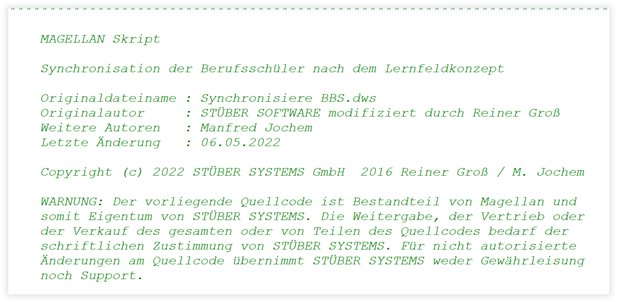 MAGELLAN Skript
Synchronisation der Berufsschüler nach dem Lernfeldkonzept
Originaldateiname : Synchronisiere BBS.dws
Originalautor : STÜBER SOFTWARE modifiziert durch Reiner Groß
Weitere Autoren : Manfred Jochem
Letzte Änderung : 06.05.2022
Copyright (c) 2022 STÜBER SYSTEMS GmbH 2016 Reiner Groß / M. Jochem
WARNUNG: Der vorliegende Quellcode ist Bestandteil von Magellan und
somit Eigentum von STÜBER SYSTEMS. Die Weitergabe, der Vertrieb oder
der Verkauf des gesamten oder von Teilen des Quellcodes bedarf der
schriftlichen Zustimmung von STÜBER SYSTEMS. Für nicht autorisierte
Änderungen am Quellcode übernimmt STÜBER SYSTEMS weder Gewährleisung
noch Support.